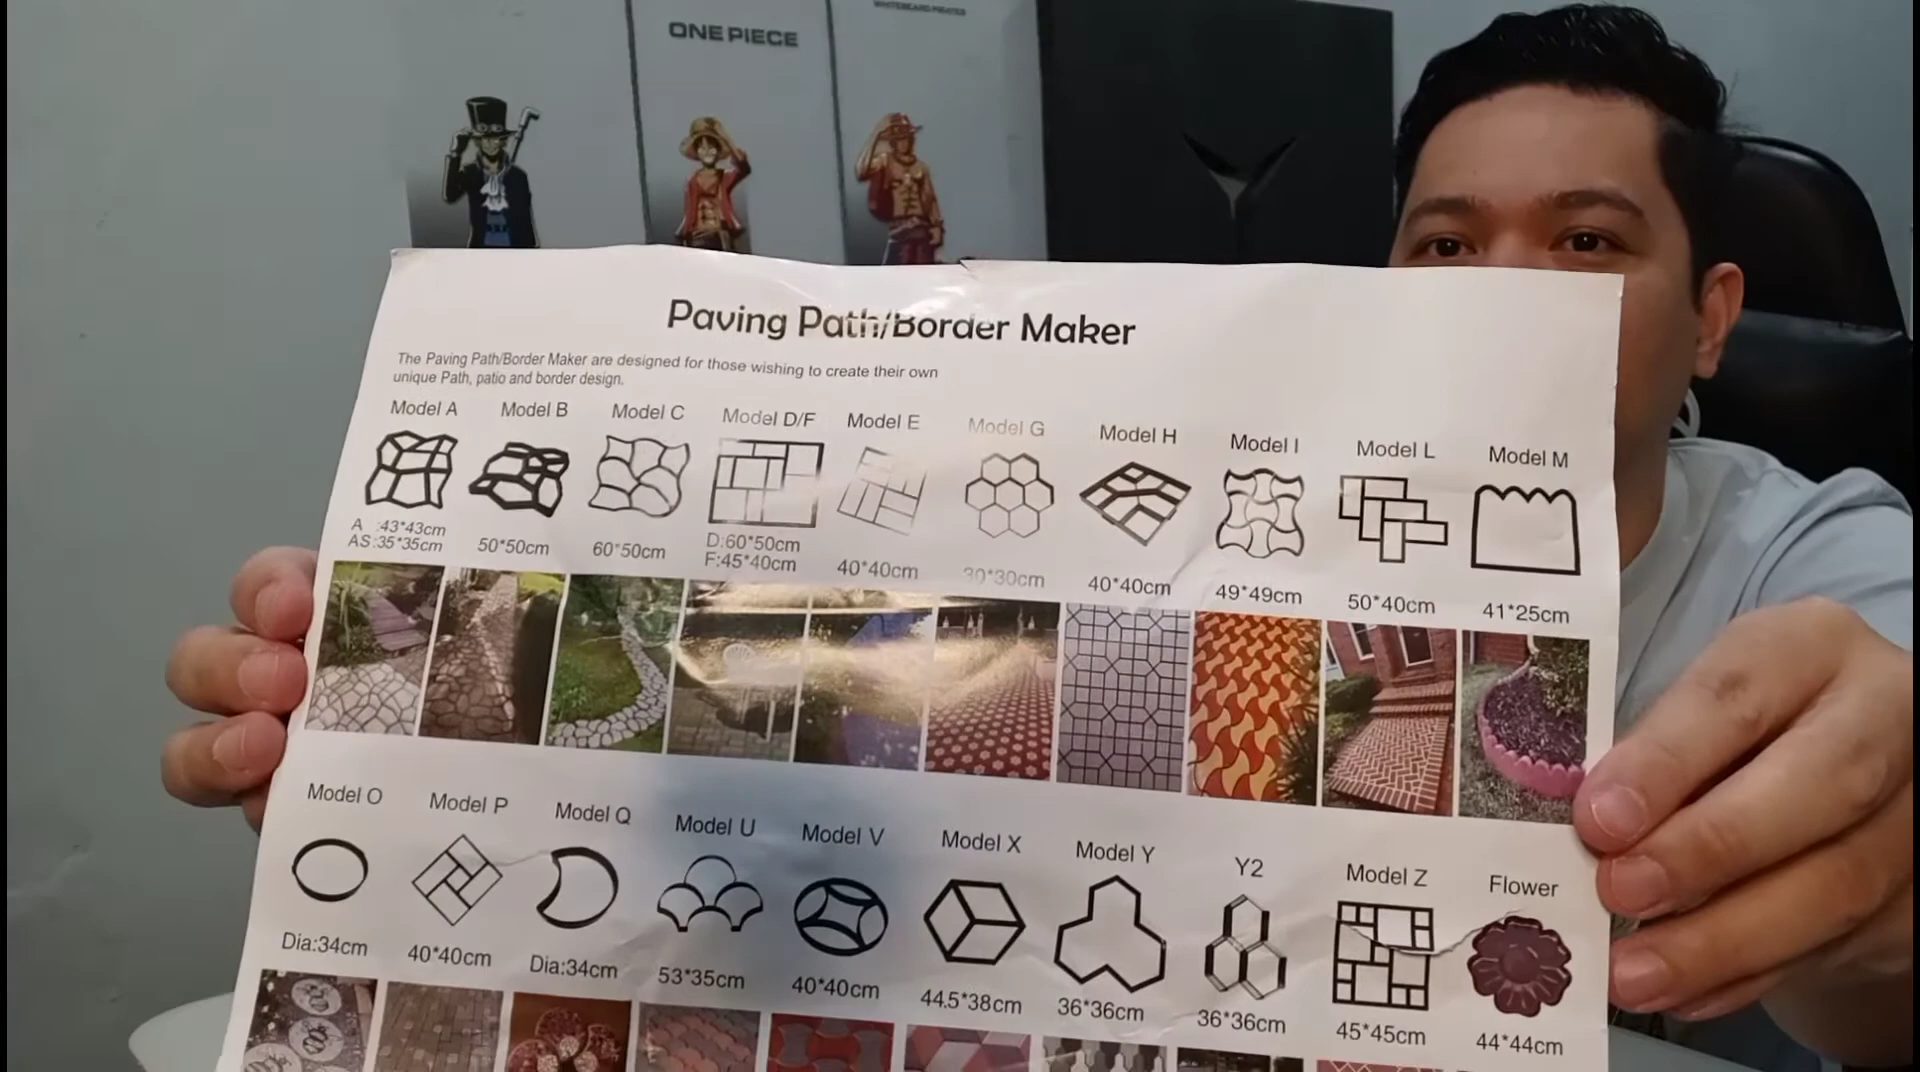 ONE PIECE
WHITEBEARD PIRATES
Paving Path/Border Maker
The Paving Path/Border Maker are designed for those wishing to create their own
unique Path, patio and border design.
Model A Model B Model C Model D/F Model E Model G Model H Model I Model L Model M
A :43*43cm
AS:35*35cm 50*50cm 60*50cm D:60*50cm
F:45*40cm 40*40cm 30*30cm 40*40cm 49*49cm 50*40cm 41*25cm
Model O Model P Model Q Model U Model V Model X Model Y Y2 Model Z Flower
Dia:34cm 40*40cm Dia:34cm 53*35cm 40*40cm 44.5*38cm 36*36cm 36*36cm 45*45cm 44*44cm